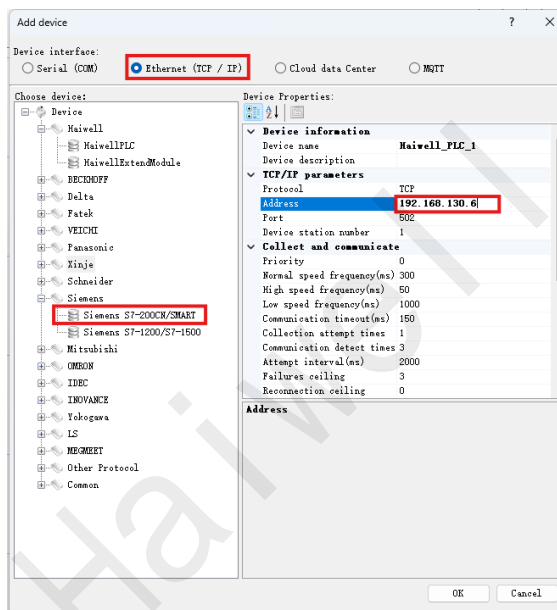 Add device
? X
Device interface:
Serial (COM) Ethernet (TCP / IP) Cloud data Center MQTT
Choose device:
Device
Haiwell
HaiwellPLC
HaiwellExtendModule
BECKHOFF
Delta
Fatek
VEICHI
Panasonic
Xinje
Schneider
Siemens
Siemens S7-200CN/SMART
Siemens S7-1200/S7-1500
Mitsubishi
OMRON
IDEC
INOVANCE
Yokogawa
LS
MEGMEET
Other Protocol
Common
Device Properties:
Device information
Device name Haiwell_PLC_1
Device description
TCP/IP parameters
Protocol TCP
Address 192.168.130.6
Port 502
Device station number 1
Collect and communicate
Priority 0
Normal speed frequency(ms) 300
High speed frequency(ms) 50
Low speed frequency(ms) 1000
Communication timeout(ms) 150
Collection attempt times 1
Communication detect times 3
Attempt interval(ms) 2000
Failures ceiling 3
Reconnection ceiling 0
Address
OK Cancel
Haiwell